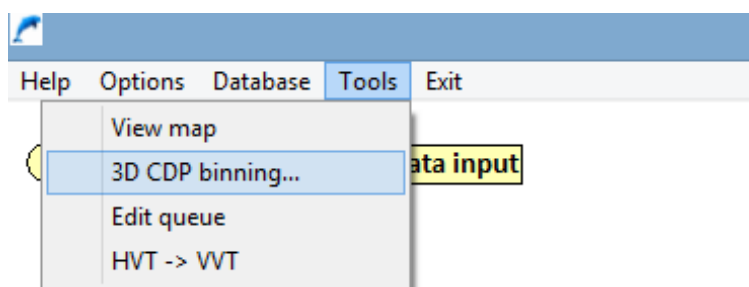 Help Options Database Tools Exit
View map
3D CDP binning...
ata input
Edit queue
HVT -> VVT